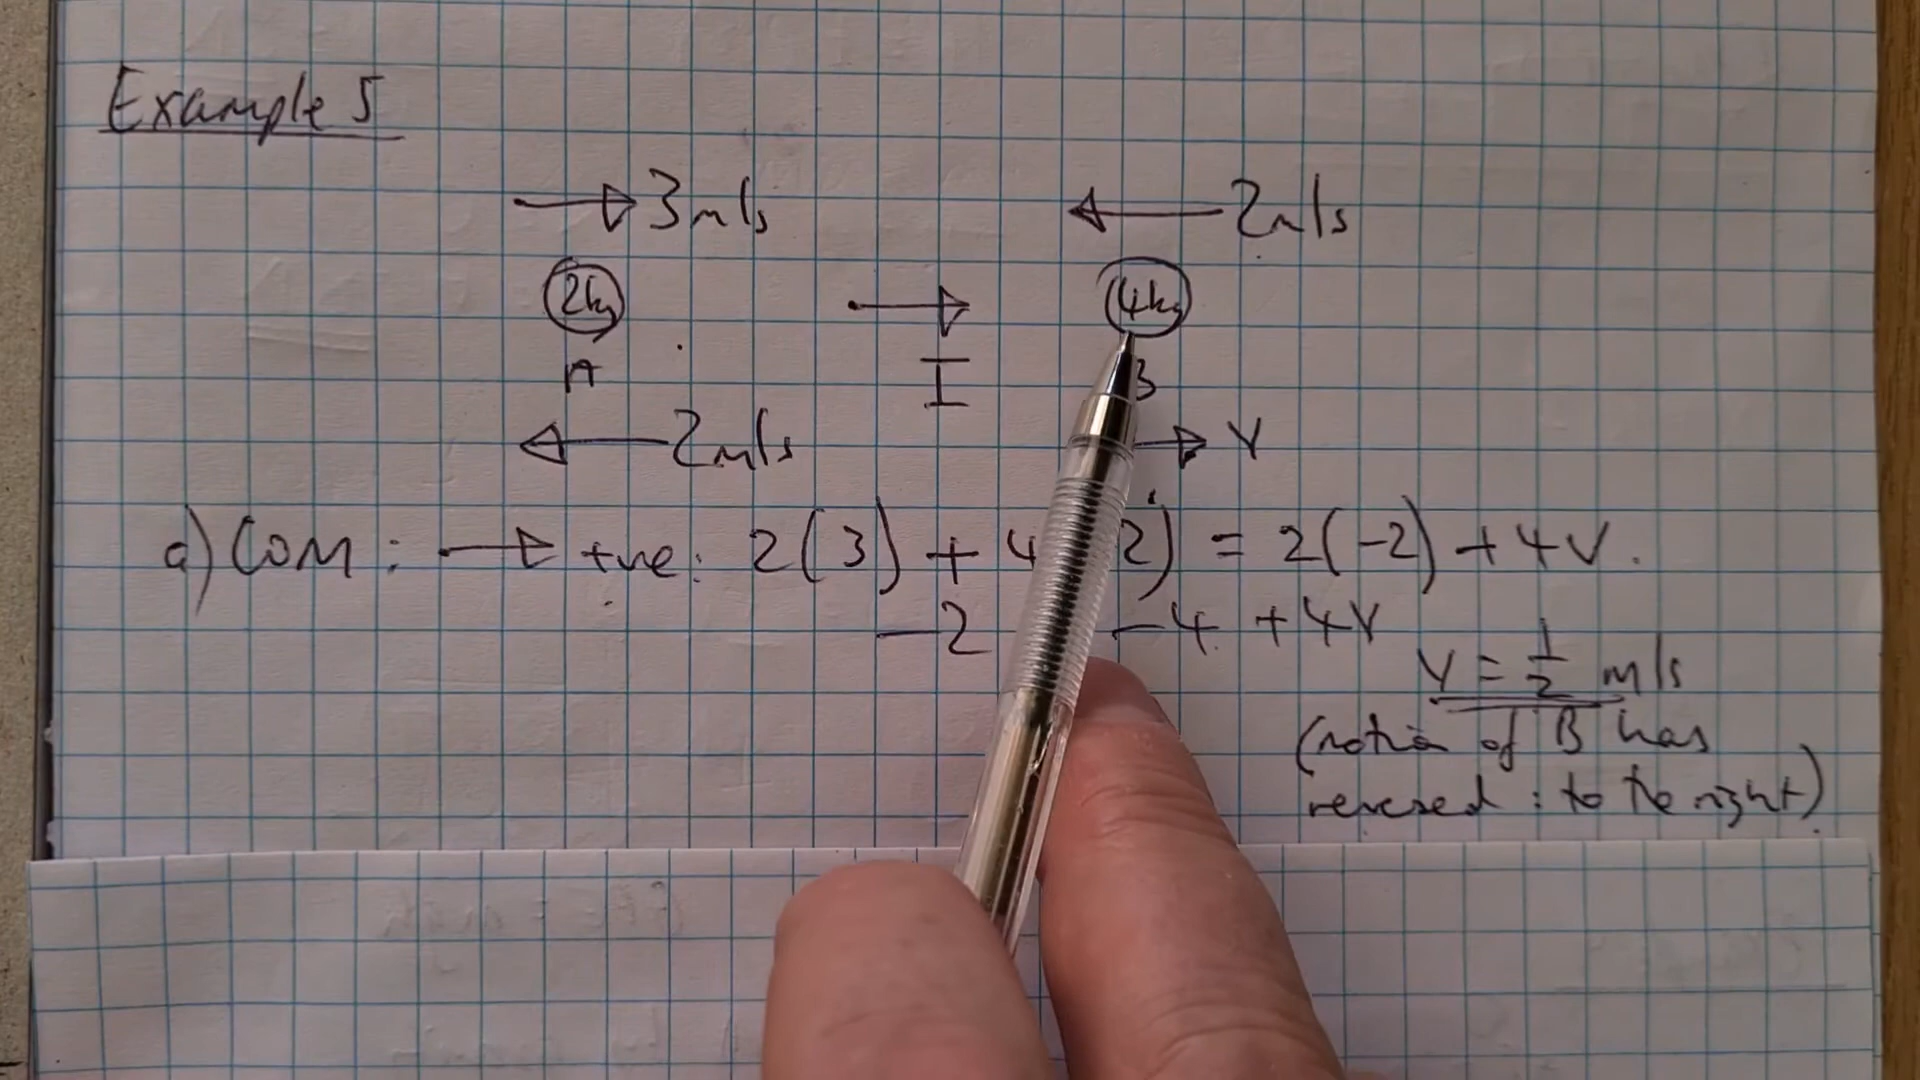 Example 5
3m/s 2m/s
2kg 4kg
A I B
2m/s V
a) COM: +ve: 2(3) + 4 2) = 2(-2) + 4V.
-2 -4 +4V
V = 1/2 m/s
(motion of B has
reversed : to the right)